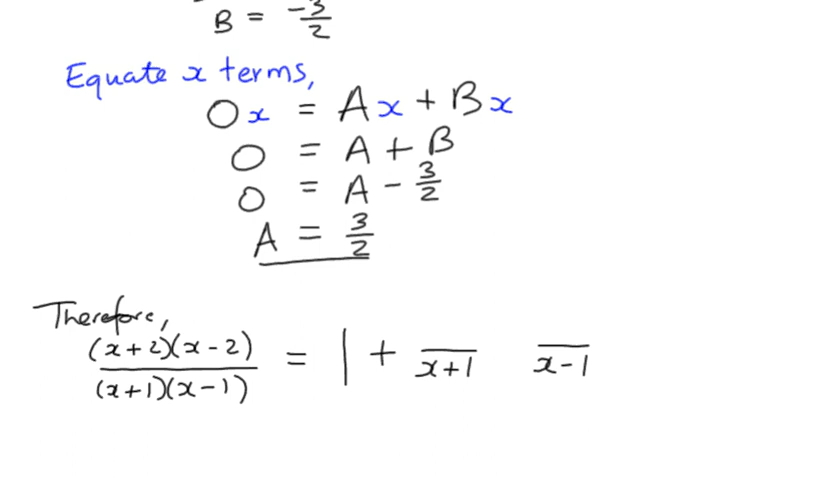 B = -3/2
Equate x terms,
0x = Ax + Bx
0 = A + B
0 = A - 3/2
A = 3/2
Therefore,
(x+2)(x-2)/(x+1)(x-1) = 1 + /x+1 /x-1